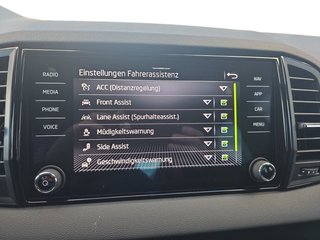 RADIO
MEDIA
PHONE
VOICE
Einstellungen Fahrerassistenz
ACC (Distanzregelung)
Front Assist
Lane Assist (Spurhalteassist.)
Müdigkeitswarnung
Side Assist
Geschwindigkeitswarnung
NAV
APP
CAR
MENU